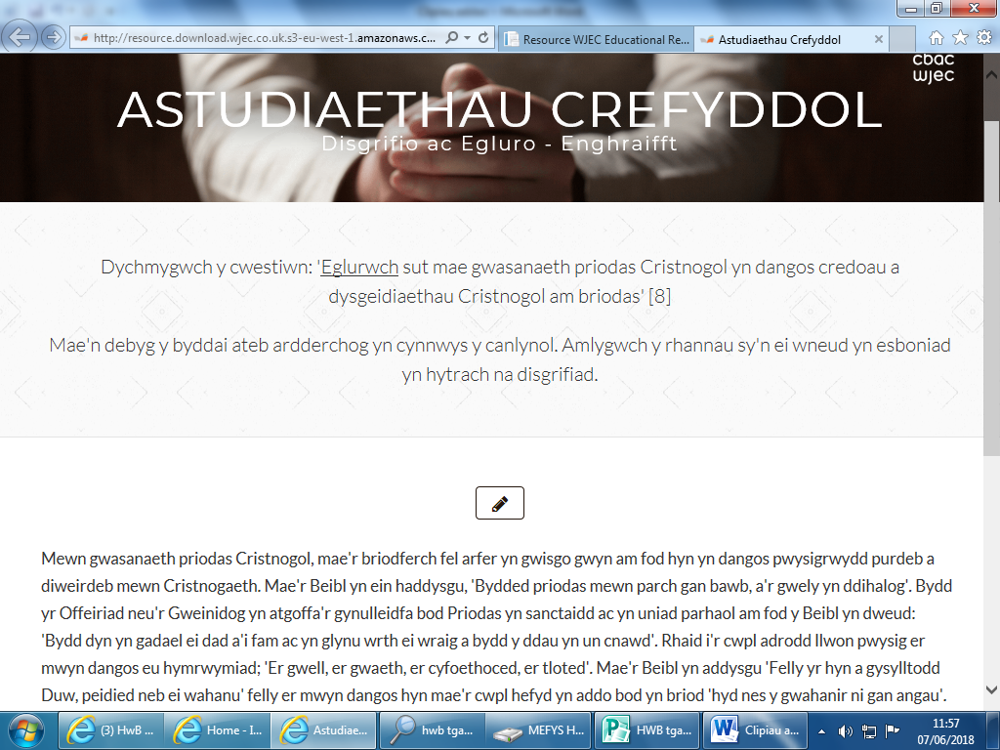 http://resource.download.wjec.co.uk.s3-eu-west-1.amazonaws.c...
Resource WJEC Educational Re...
Astudiaethau Crefyddol
cbac
wjec
ASTUDIAETHAU CREFYDDOL
Disgrifio ac Egluro - Enghraifft
Dychmygwch y cwestiwn: 'Eglurwch sut mae gwasanaeth priodas Cristnogol yn dangos credoau a
dysgeidiaethau Cristnogol am briodas' [8]
Mae'n debyg y byddai ateb ardderchog yn cynnwys y canlynol. Amlygwch y rhannau sy'n ei wneud yn esboniad
yn hytrach na disgrifiad.
Mewn gwasanaeth priodas Cristnogol, mae'r briodferch fel arfer yn gwisgo gwyn am fod hyn yn dangos pwysigrwydd purdeb a
diweirdeb mewn Cristnogaeth. Mae'r Beibl yn ein haddysgu, 'Bydded priodas mewn parch gan bawb, a'r gwely yn ddihalog'. Bydd
yr Offeiriad neu'r Gweinidog yn atgoffa'r gynulleidfa bod Priodas yn sanctaidd ac yn uniad parhaol am fod y Beibl yn dweud:
'Bydd dyn yn gadael ei dad a'i fam ac yn glynu wrth ei wraig a bydd y ddau yn un cnawd'. Rhaid i'r cwpl adrodd llwon pwysig er
mwyn dangos eu hymrwymiad; 'Er gwell, er gwaeth, er cyfoethoced, er tloted'. Mae'r Beibl yn addysgu 'Felly yr hyn a gysylltodd
Duw, peidied neb ei wahanu' felly er mwyn dangos hyn mae'r cwpl hefyd yn addo bod yn briod 'hyd nes y gwahanir ni gan angau'.
(3) HwB ...
Home - I...
Astudiae...
hwb tga...
MEFYS H...
HWB tga...
Clipiau a...
11:57
07/06/2018